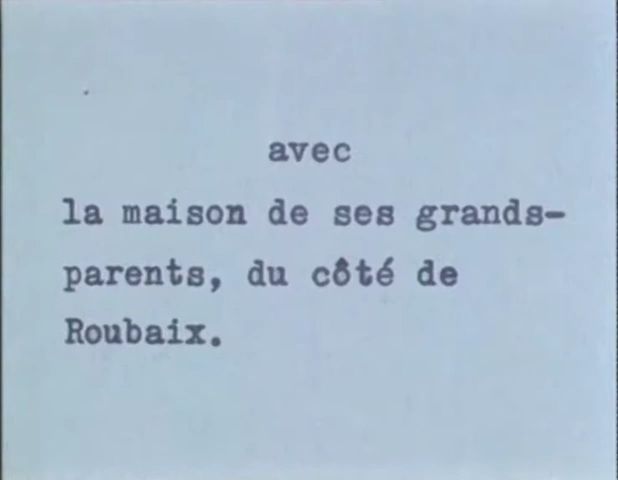 avec
la maison de ses grands-
parents, du côté de
Roubaix.